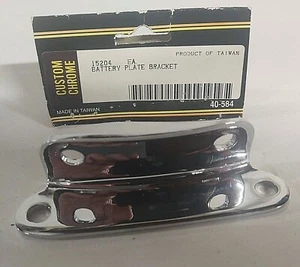 CUSTOM
CHROME
PRODUCT OF TAIWAN
15204 EA
BATTERY PLATE BRACKET
MADE IN TAIWAN
40-584